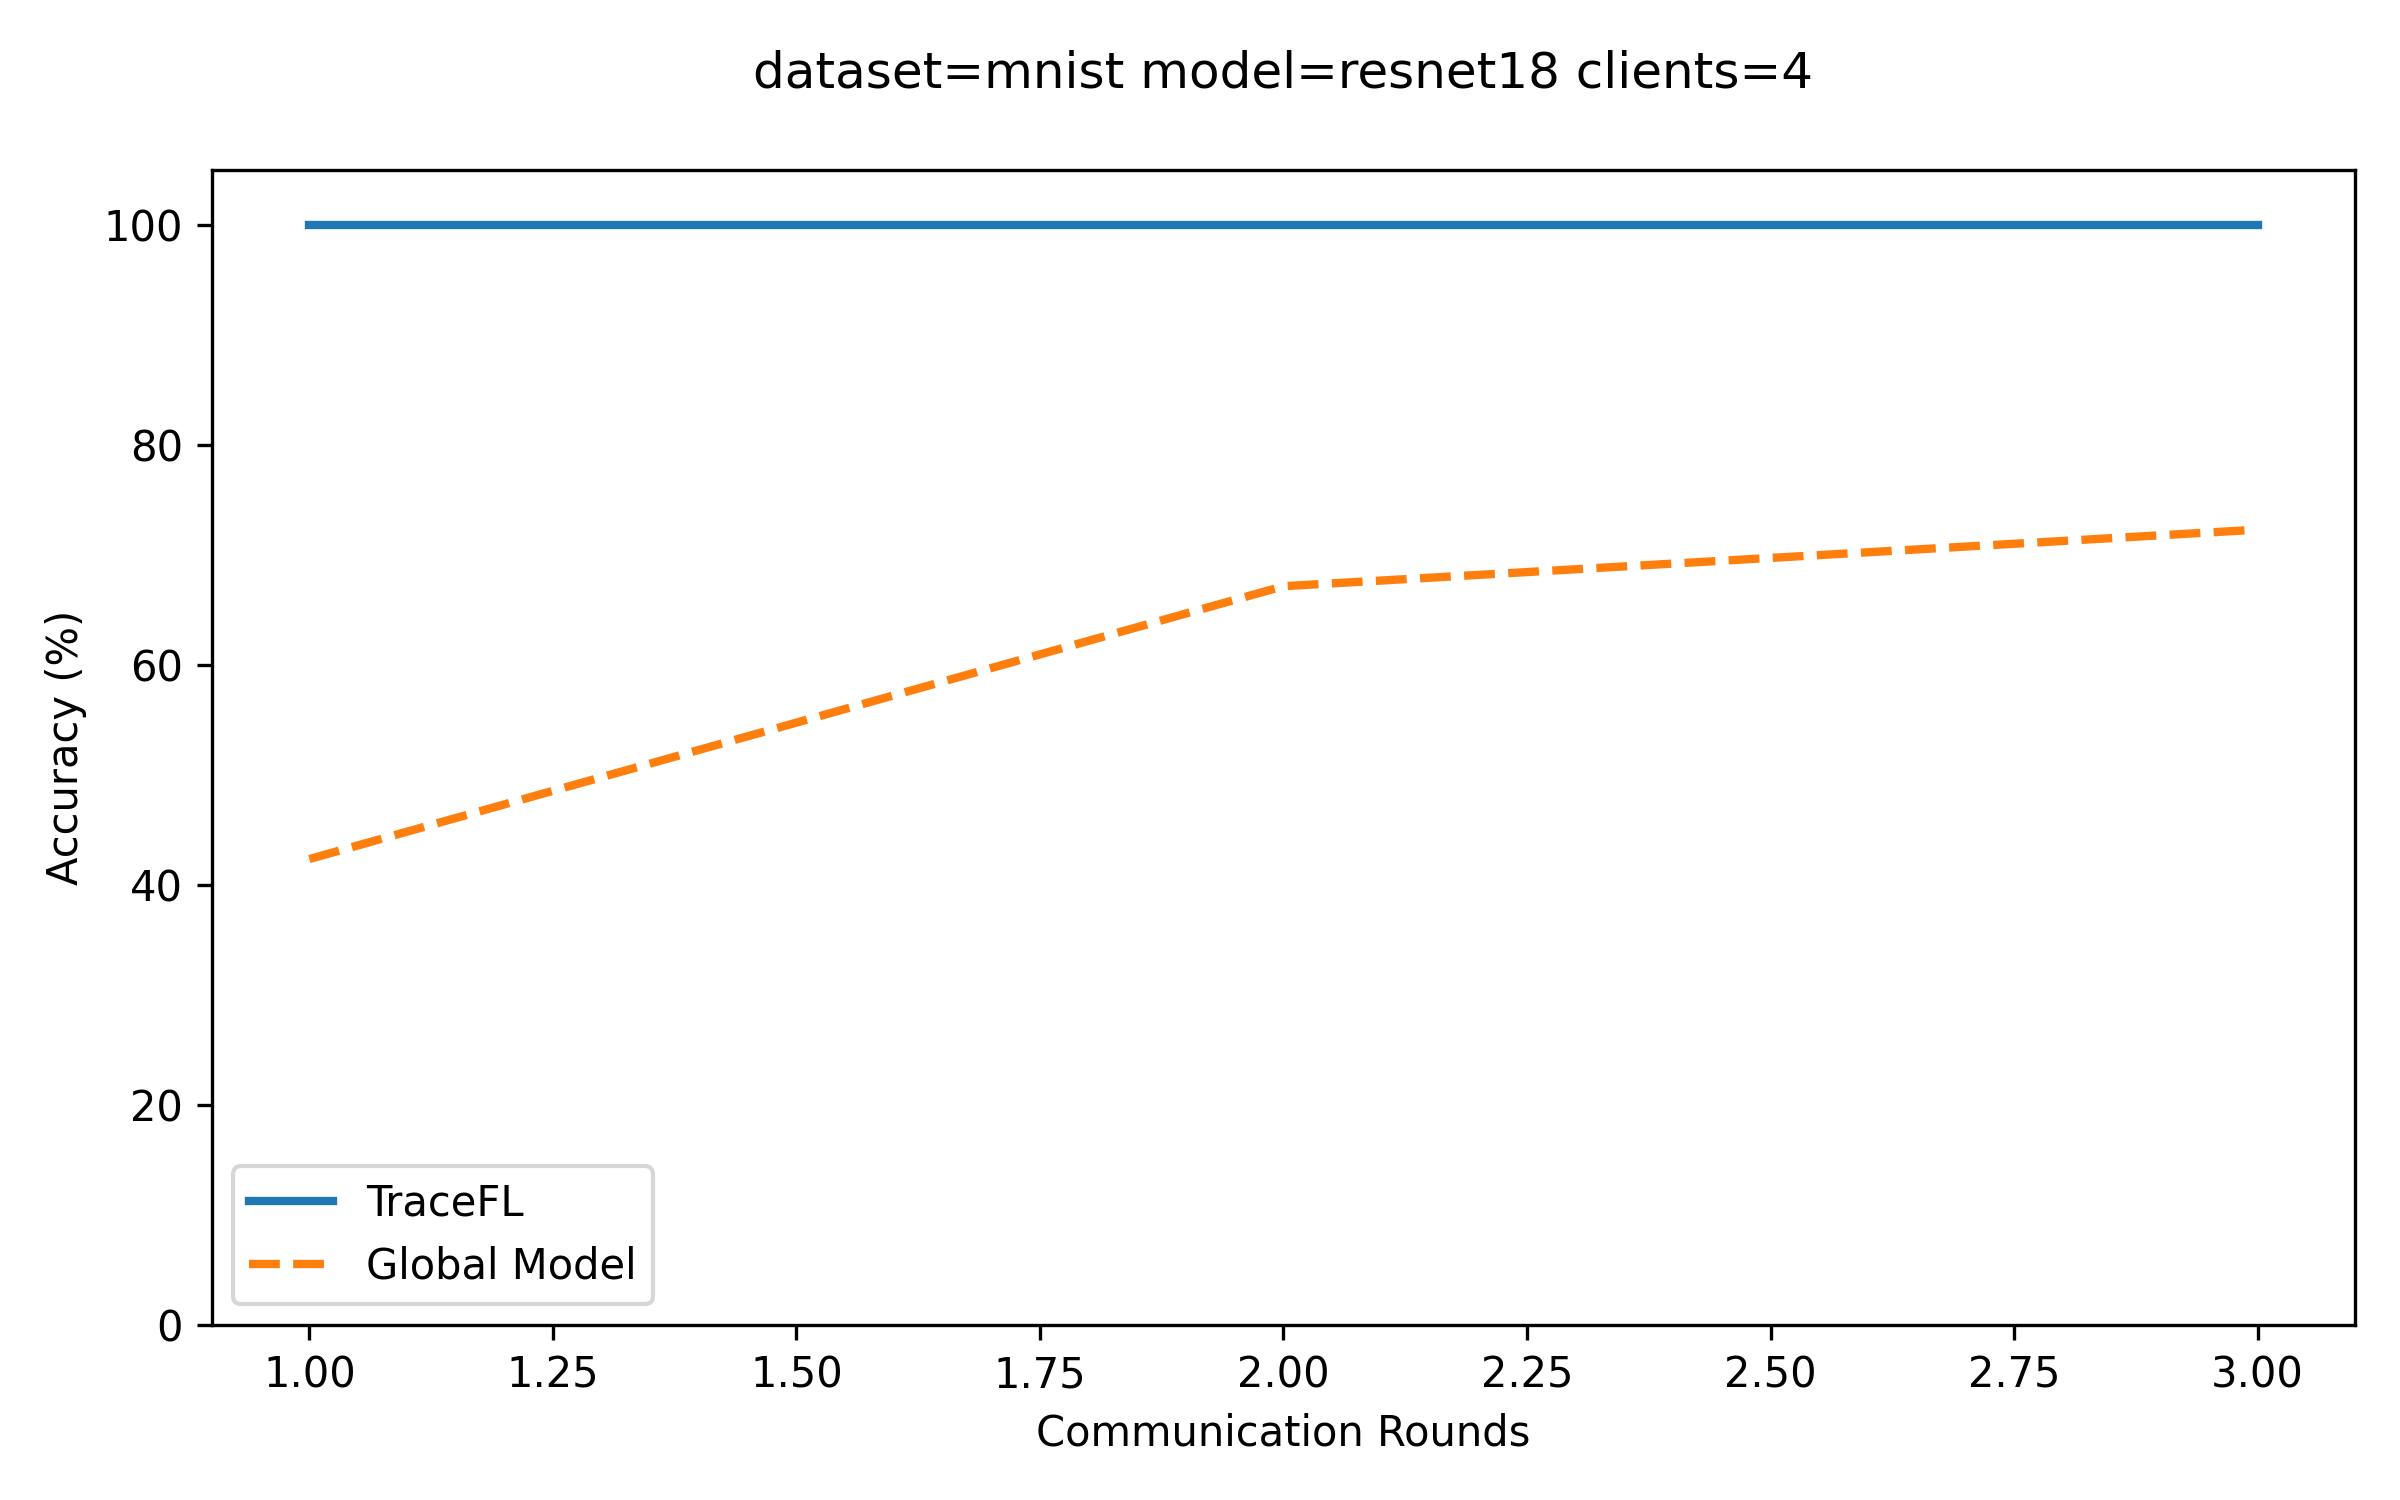 dataset=mnist model=resnet18 clients=4
Accuracy (%)
100
80
60
40
20
0
TraceFL
Global Model
1.00 1.25 1.50 1.75 2.00 2.25 2.50 2.75 3.00
Communication Rounds